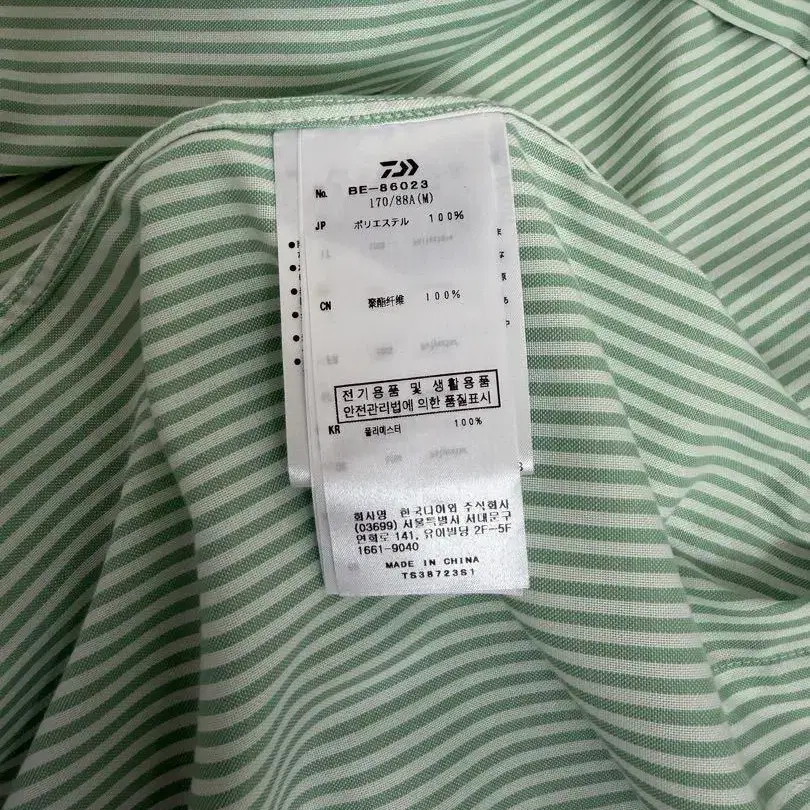 No. BE-86023
170/88A(M)
JP ポリエステル 100%
CN 聚酯纤维 100%
전기용품 및 생활용품
안전관리법에 의한 품질표시
KR 폴리에스터 100%
회사명 한국다이와 주식회사
(03699) 서울특별시 서대문구
연희로 141, 유이빌딩 2F-5F
1661-9040
MADE IN CHINA
TS38723S1